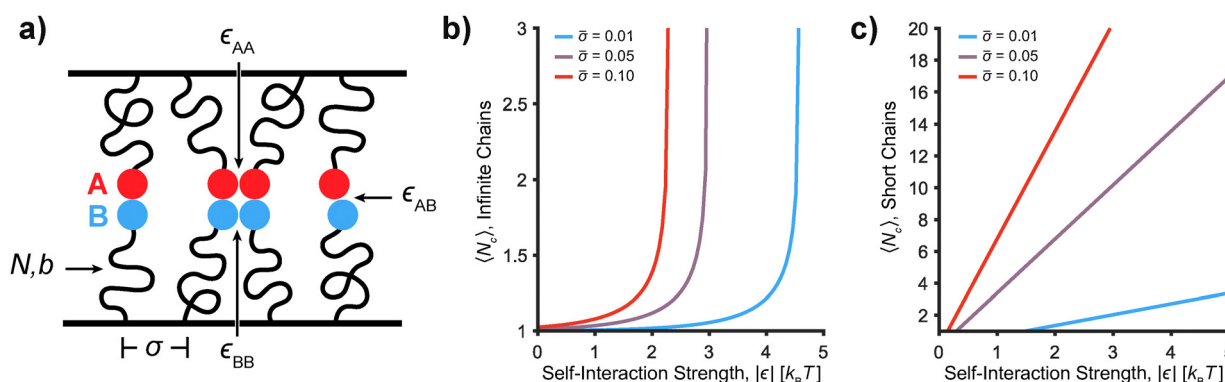 a)
ϵAA
A
B
ϵAB
N,b
ϵBB
σ
b)
σ̄ = 0.01
σ̄ = 0.05
σ̄ = 0.10
⟨Nc⟩, Infinite Chains
3
2.5
2
1.5
1
0 1 2 3 4 5
Self-Interaction Strength, |ϵ| [kBT]
c)
σ̄ = 0.01
σ̄ = 0.05
σ̄ = 0.10
⟨Nc⟩, Short Chains
20
18
16
14
12
10
8
6
4
2
0 1 2 3 4 5
Self-Interaction Strength, |ϵ| [kBT]